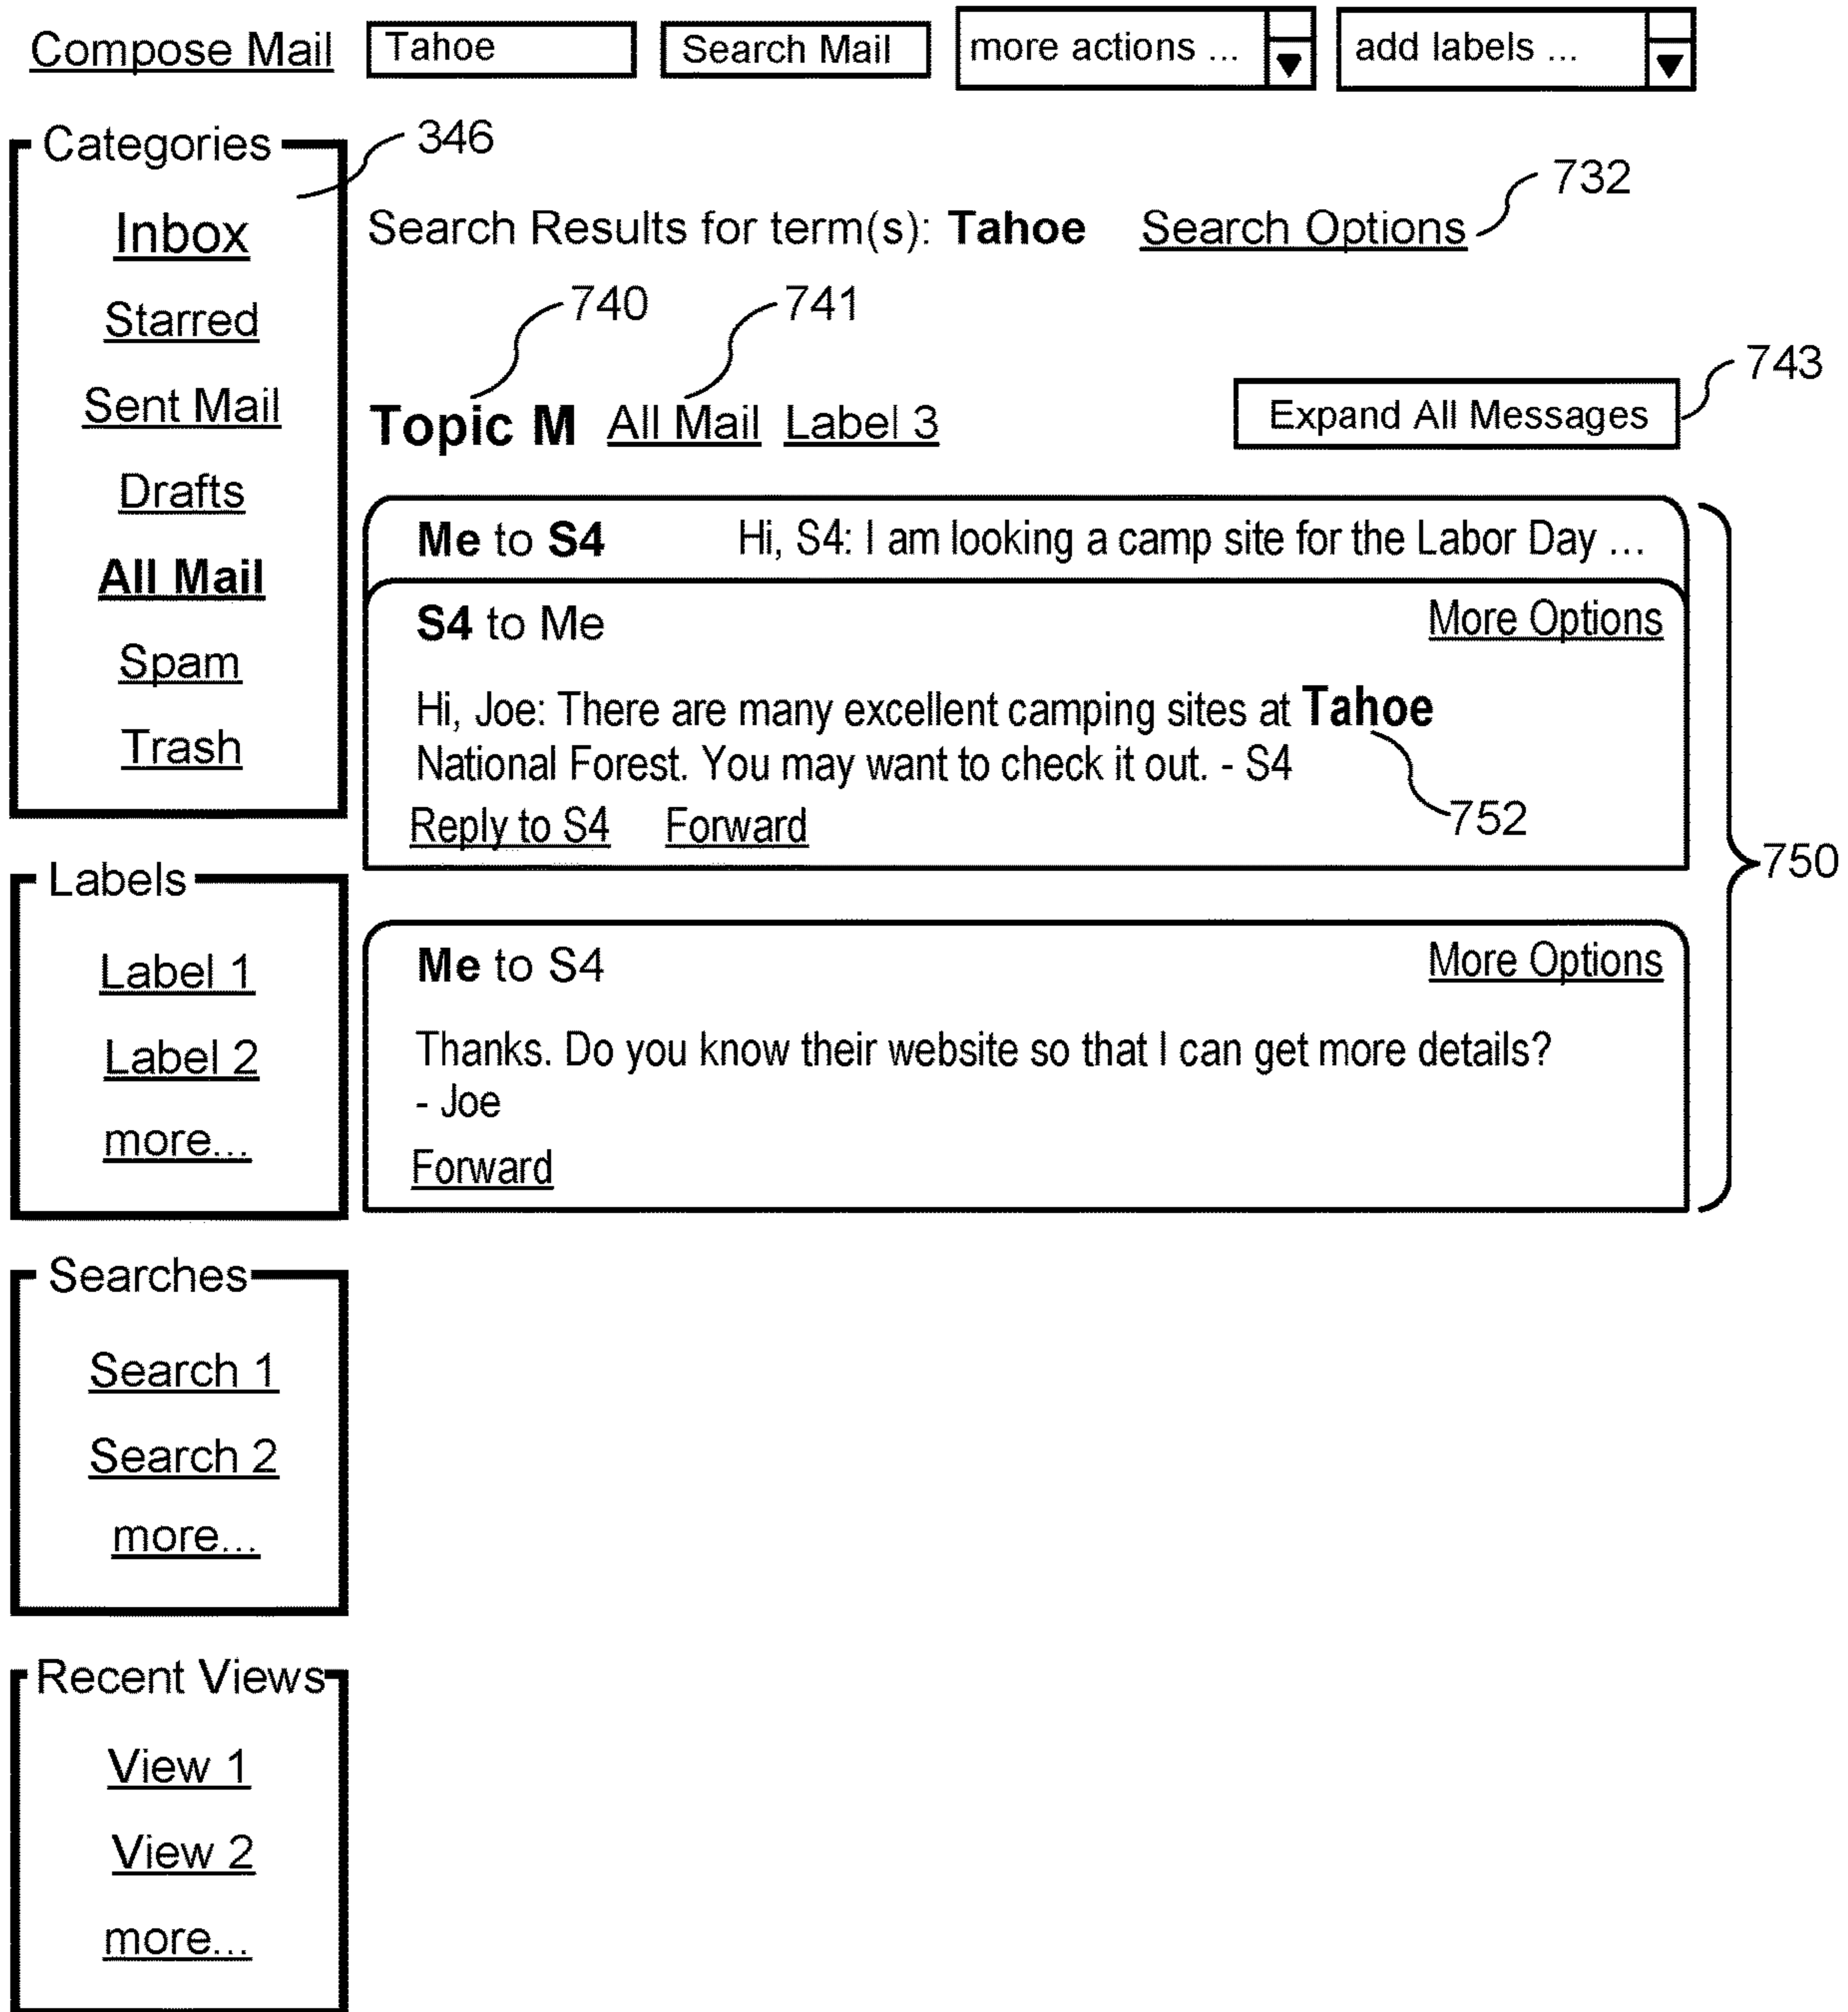 Compose Mail Tahoe Search Mail more actions ... add labels ...
Categories
346
Inbox
Starred
Sent Mail
Drafts
All Mail
Spam
Trash
Labels
Label 1
Label 2
more...
Searches
Search 1
Search 2
more...
Recent Views
View 1
View 2
more...
732
Search Results for term(s): Tahoe Search Options
740 741
743
Topic M All Mail Label 3 Expand All Messages
Me to S4 Hi, S4: I am looking a camp site for the Labor Day ...
S4 to Me More Options
Hi, Joe: There are many excellent camping sites at Tahoe
National Forest. You may want to check it out. - S4
752
Reply to S4 Forward
750
Me to S4 More Options
Thanks. Do you know their website so that I can get more details?
- Joe
Forward